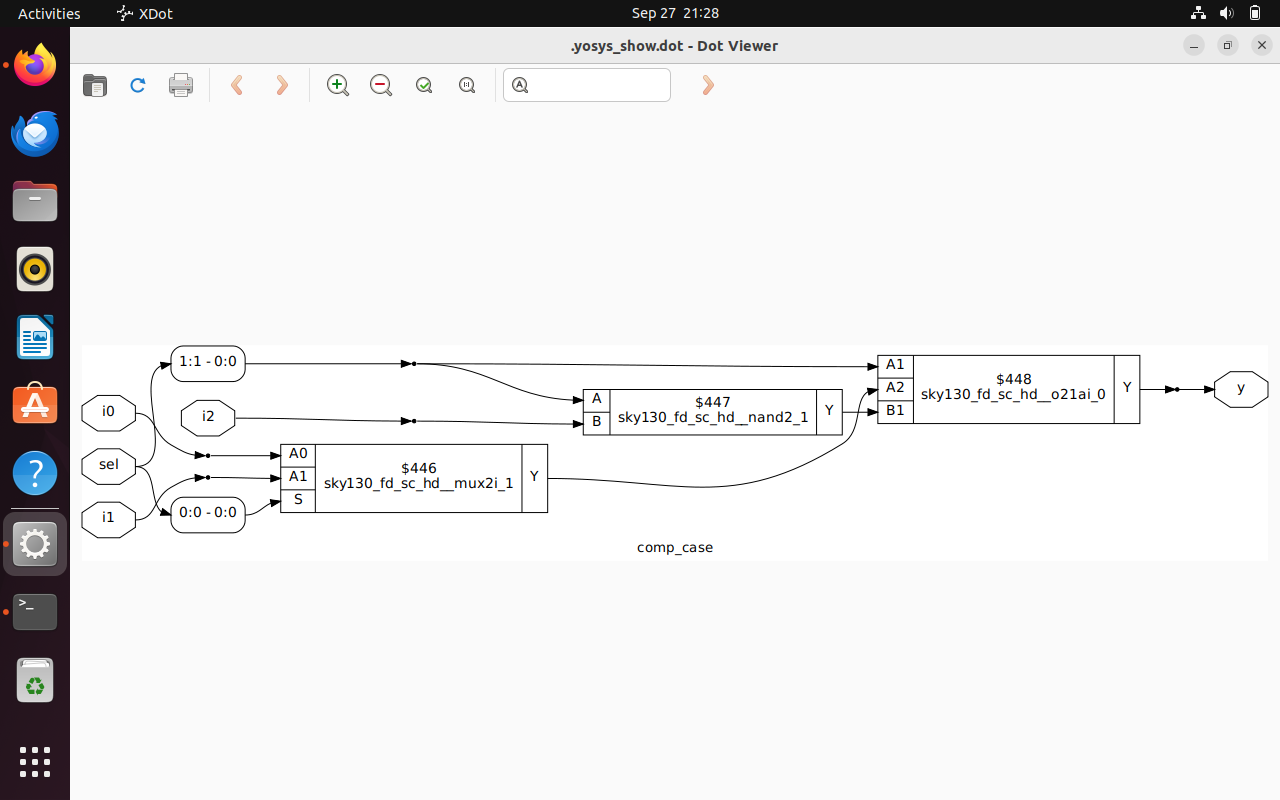 Activities
XDot
Sep 27 21:28
.yosys_show.dot - Dot Viewer
1:1 - 0:0
i0
i2
sel
i1
0:0 - 0:0
A0
A1
S
$446
sky130_fd_sc_hd__mux2i_1
Y
A
B
$447
sky130_fd_sc_hd__nand2_1
Y
A1
A2
B1
$448
sky130_fd_sc_hd__o21ai_0
Y
y
comp_case